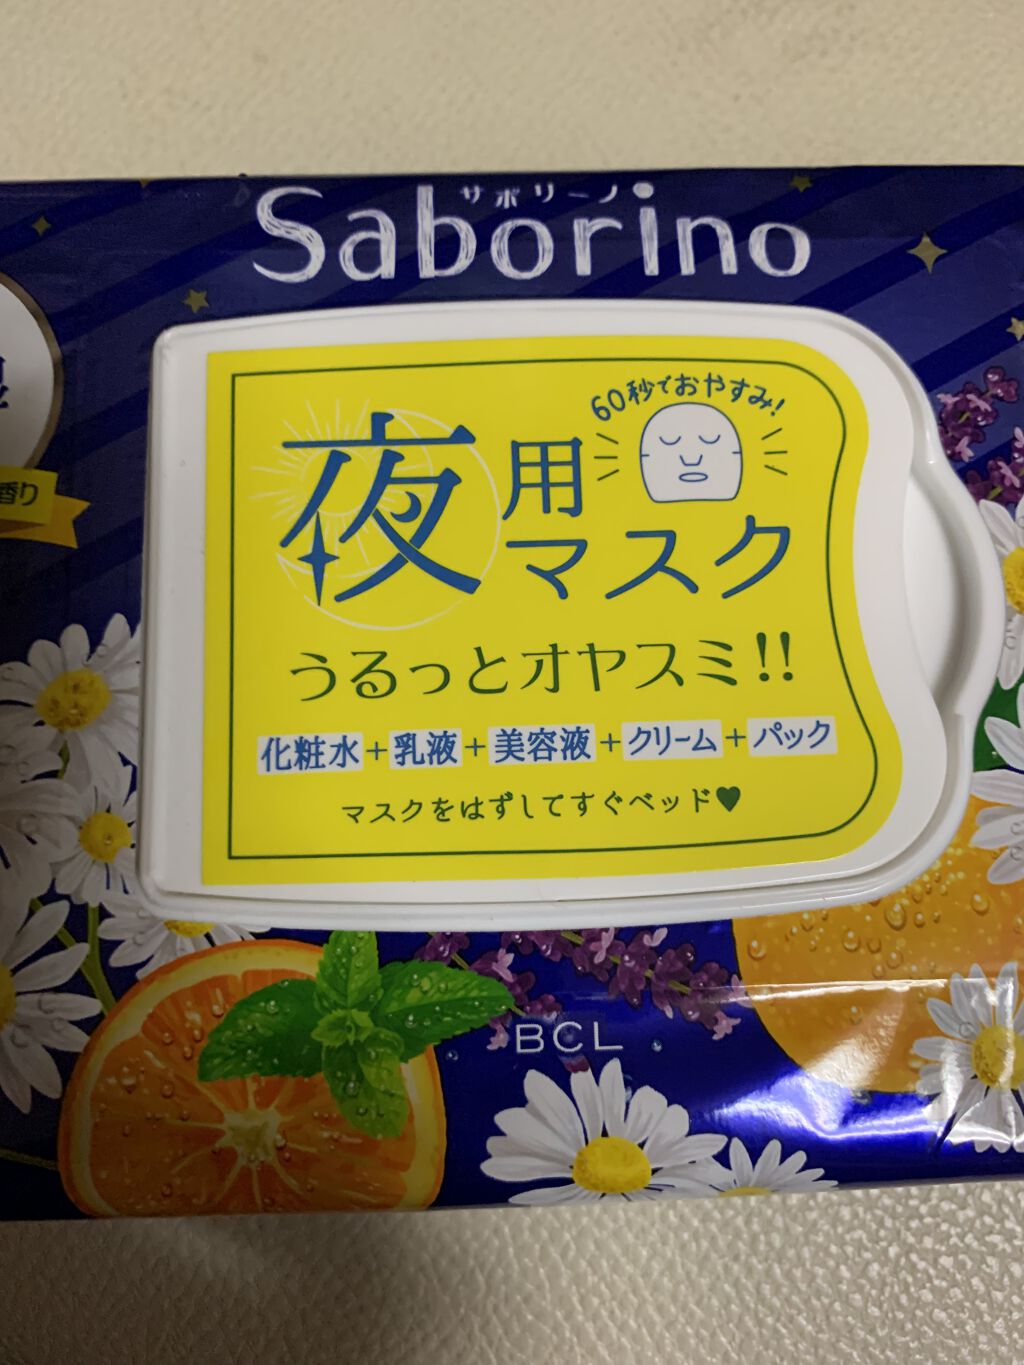 サボリーノ
Saborino
60秒でおやすみ!
夜用
マスク
うるっとオヤスミ!!
化粧水+乳液+美容液+クリーム+パック
マスクをはずしてすぐベッド♥
香り
BCL